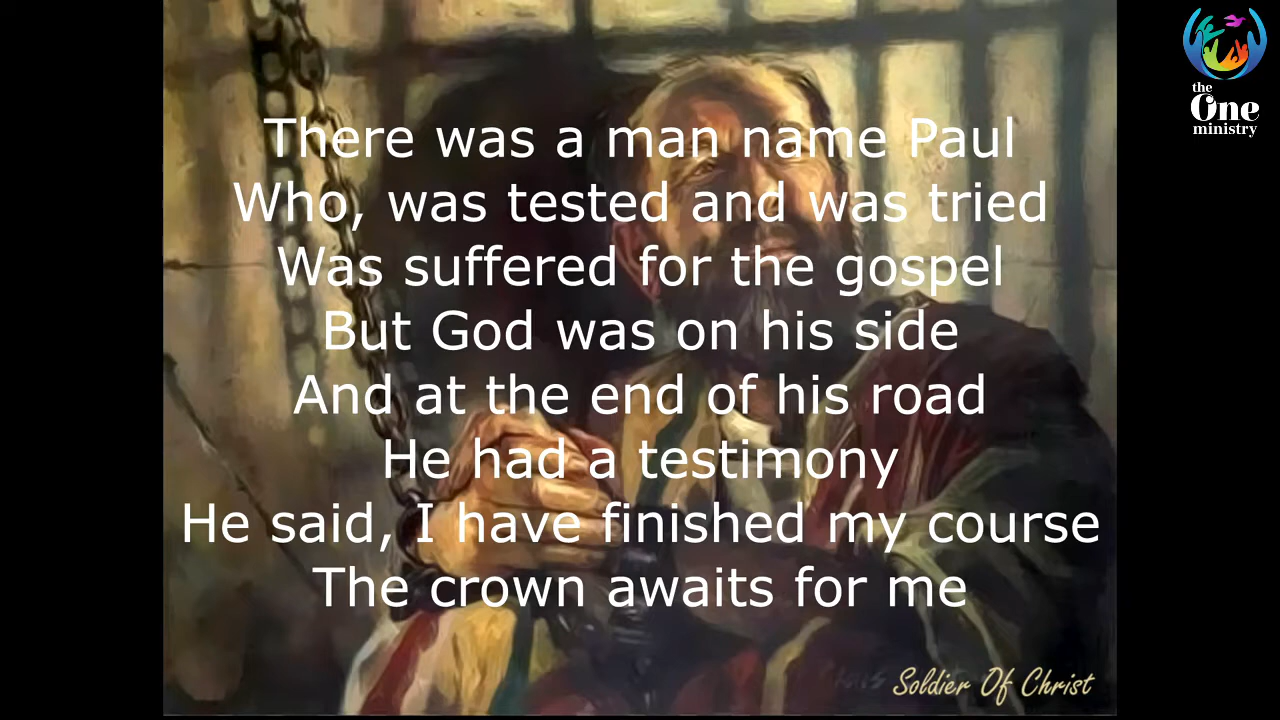 There was a man name Paul
Who, was tested and was tried
Was suffered for the gospel
But God was on his side
And at the end of his road
He had a testimony
He said, I have finished my course
The crown awaits for me
Soldier Of Christ
the
One
ministry